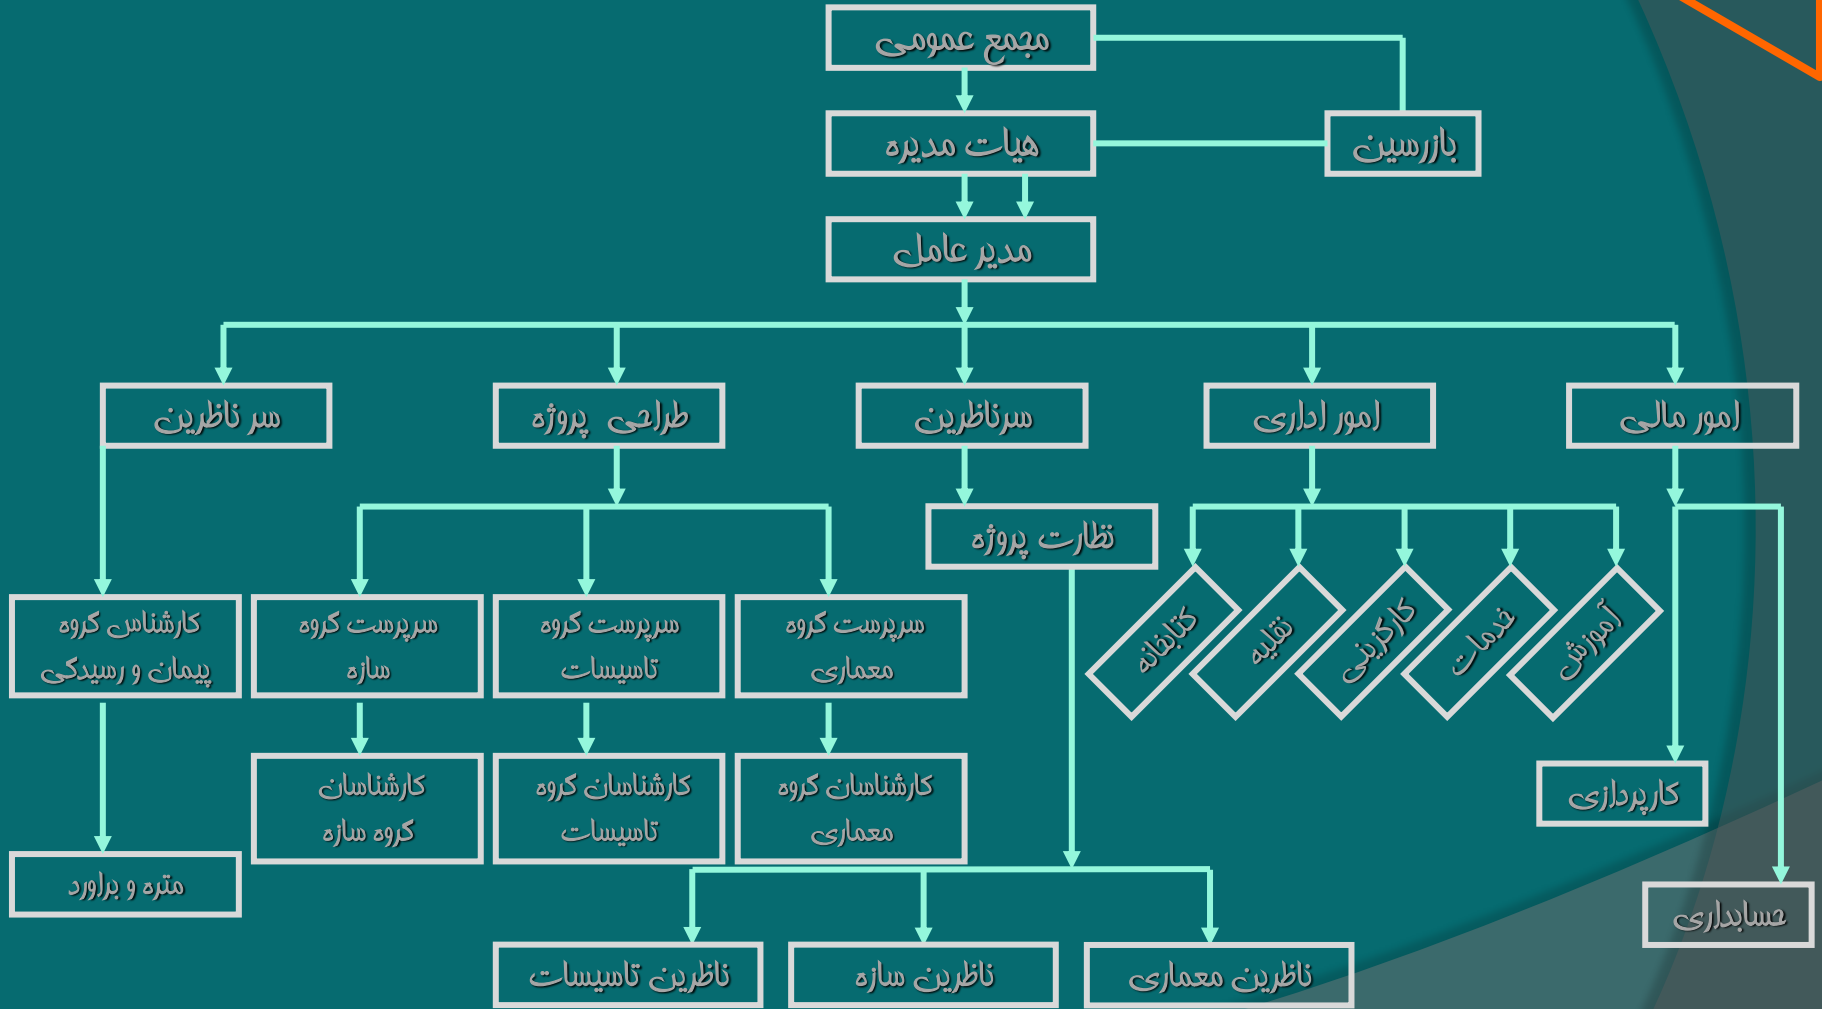 مجمع عمومی
هیات مدیره
بازرسین
مدیر عامل
امور مالی
امور اداری
سرناظرین
طراحی پروژه
سر ناظرین
نظارت پروژه
آموزش
خدمات
کارگزینی
نقلیه
کتابخانه
سرپرست گروه
معماری
سرپرست گروه
تاسیسات
سرپرست گروه
سازه
کارشناس گروه
پیمان و رسیدگی
کارپردازی
کارشناسان گروه
معماری
کارشناسان گروه
تاسیسات
کارشناسان
گروه سازه
متره و براورد
حسابداری
ناظرین معماری
ناظرین سازه
ناظرین تاسیسات